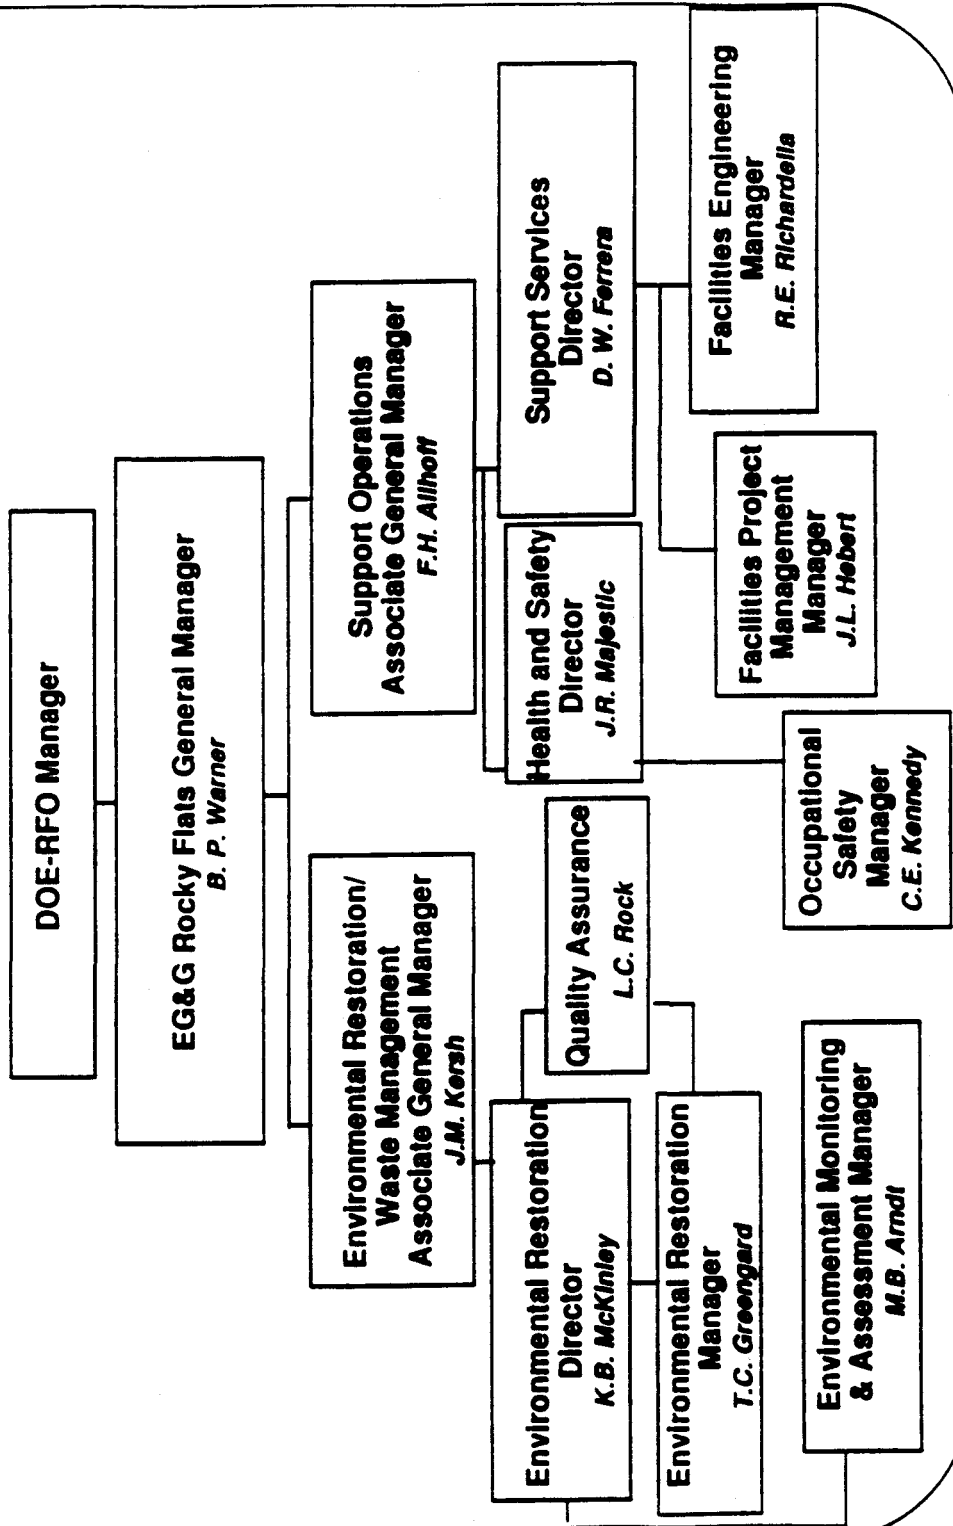 DOE-RFO Manager
EG&G Rocky Flats General Manager
B. P. Warner
Environmental Restoration/
Waste Management
Associate General Manager
J.M. Kersh
Support Operations
Associate General Manager
F.H. Allhoff
Environmental Restoration
Director
K.B. McKinley
Quality Assurance
L.C. Rock
Health and Safety
Director
J.R. Majestic
Support Services
Director
D. W. Ferrera
Environmental Restoration
Manager
T.C. Greengard
Environmental Monitoring
& Assessment Manager
M.B. Arndt
Occupational
Safety
Manager
C.E. Kennedy
Facilities Project
Management
Manager
J.L. Hebert
Facilities Engineering
Manager
R.E. Richardella